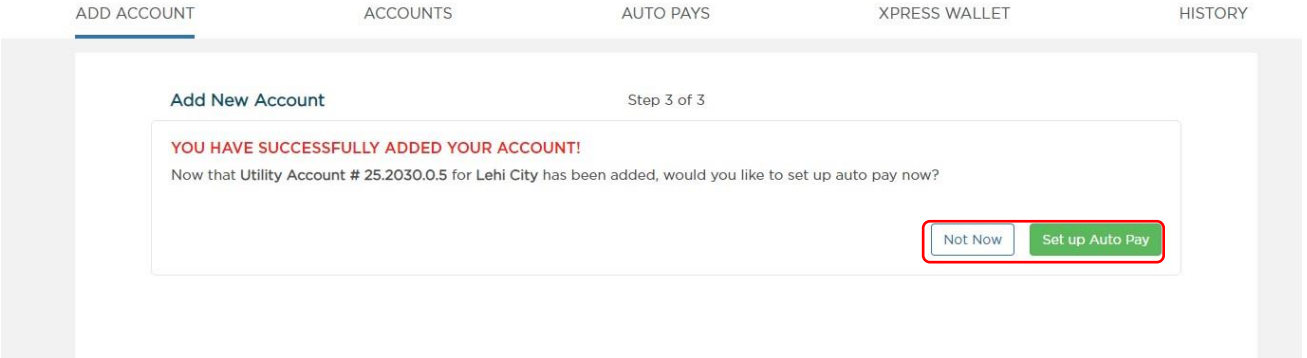 ADD ACCOUNT ACCOUNTS AUTO PAYS XPRESS WALLET HISTORY
Add New Account Step 3 of 3
YOU HAVE SUCCESSFULLY ADDED YOUR ACCOUNT!
Now that Utility Account # 25.2030.0.5 for Lehi City has been added, would you like to set up auto pay now?
Not Now Set up Auto Pay